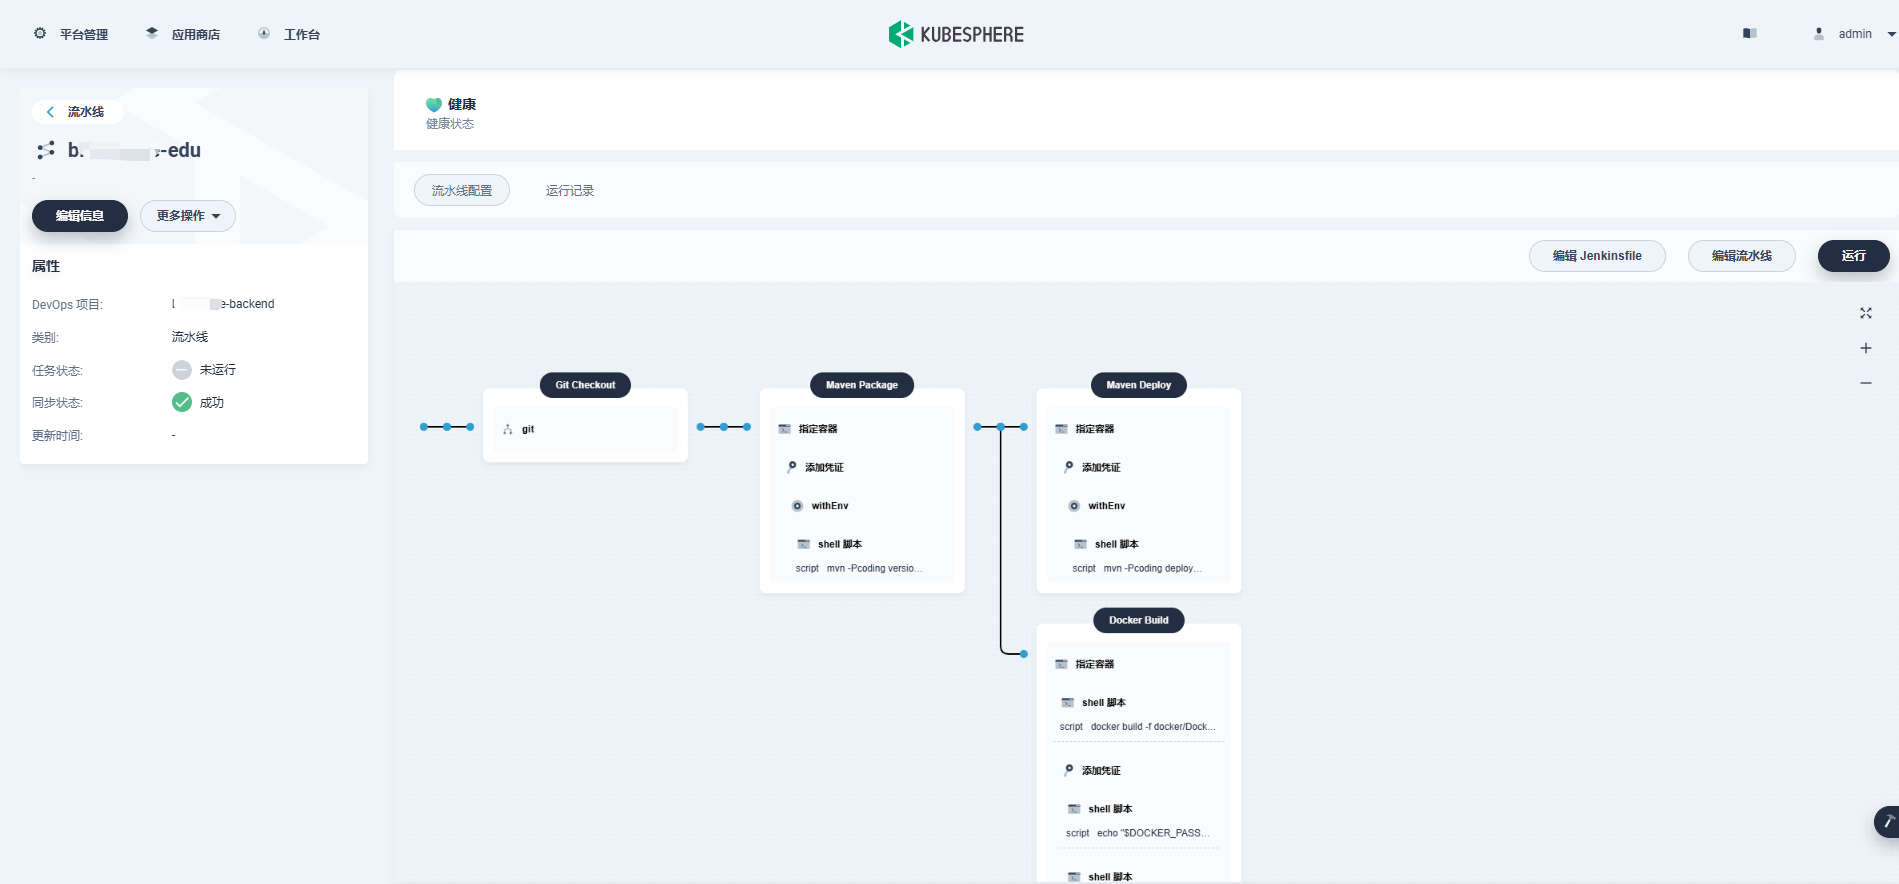 平台管理
应用商店
工作台
KUBESPHERE
admin
流水线
-edu
-
编辑信息
更多操作
属性
DevOps 项目:
e-backend
类别:
流水线
任务状态:
未运行
同步状态:
成功
更新时间:
-
健康
健康状态
流水线配置
运行记录
编辑 Jenkinsfile
编辑流水线
运行
Git Checkout
git
Maven Package
指定容器
添加凭证
withEnv
shell 脚本
script mvn -Pcoding versio...
Maven Deploy
指定容器
添加凭证
withEnv
shell 脚本
script mvn -Pcoding deploy...
Docker Build
指定容器
shell 脚本
script docker build -f docker/Dock...
添加凭证
shell 脚本
script echo "$DOCKER_PASS...
shell 脚本